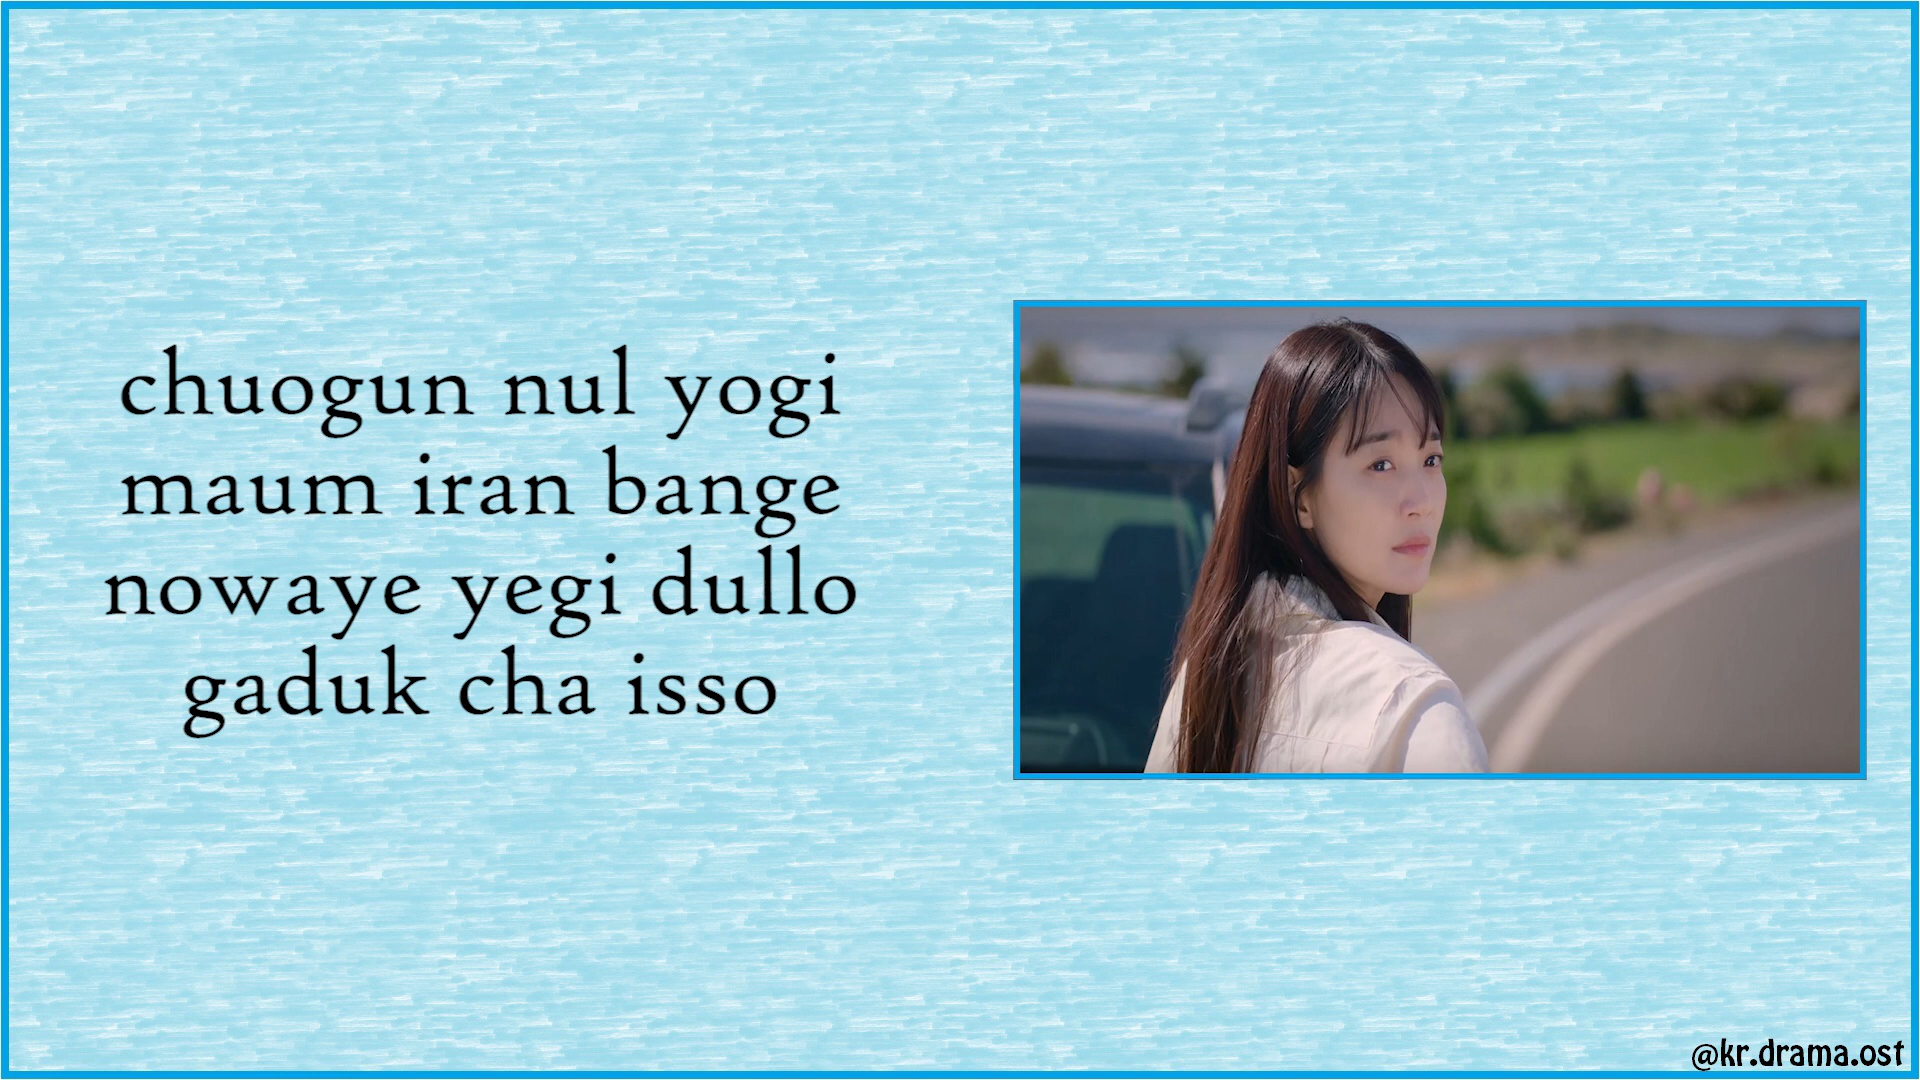 chuogun nul yogi
maum iran bange
nowaye yegi dullo
gaduk cha isso
@kr.drama.ost